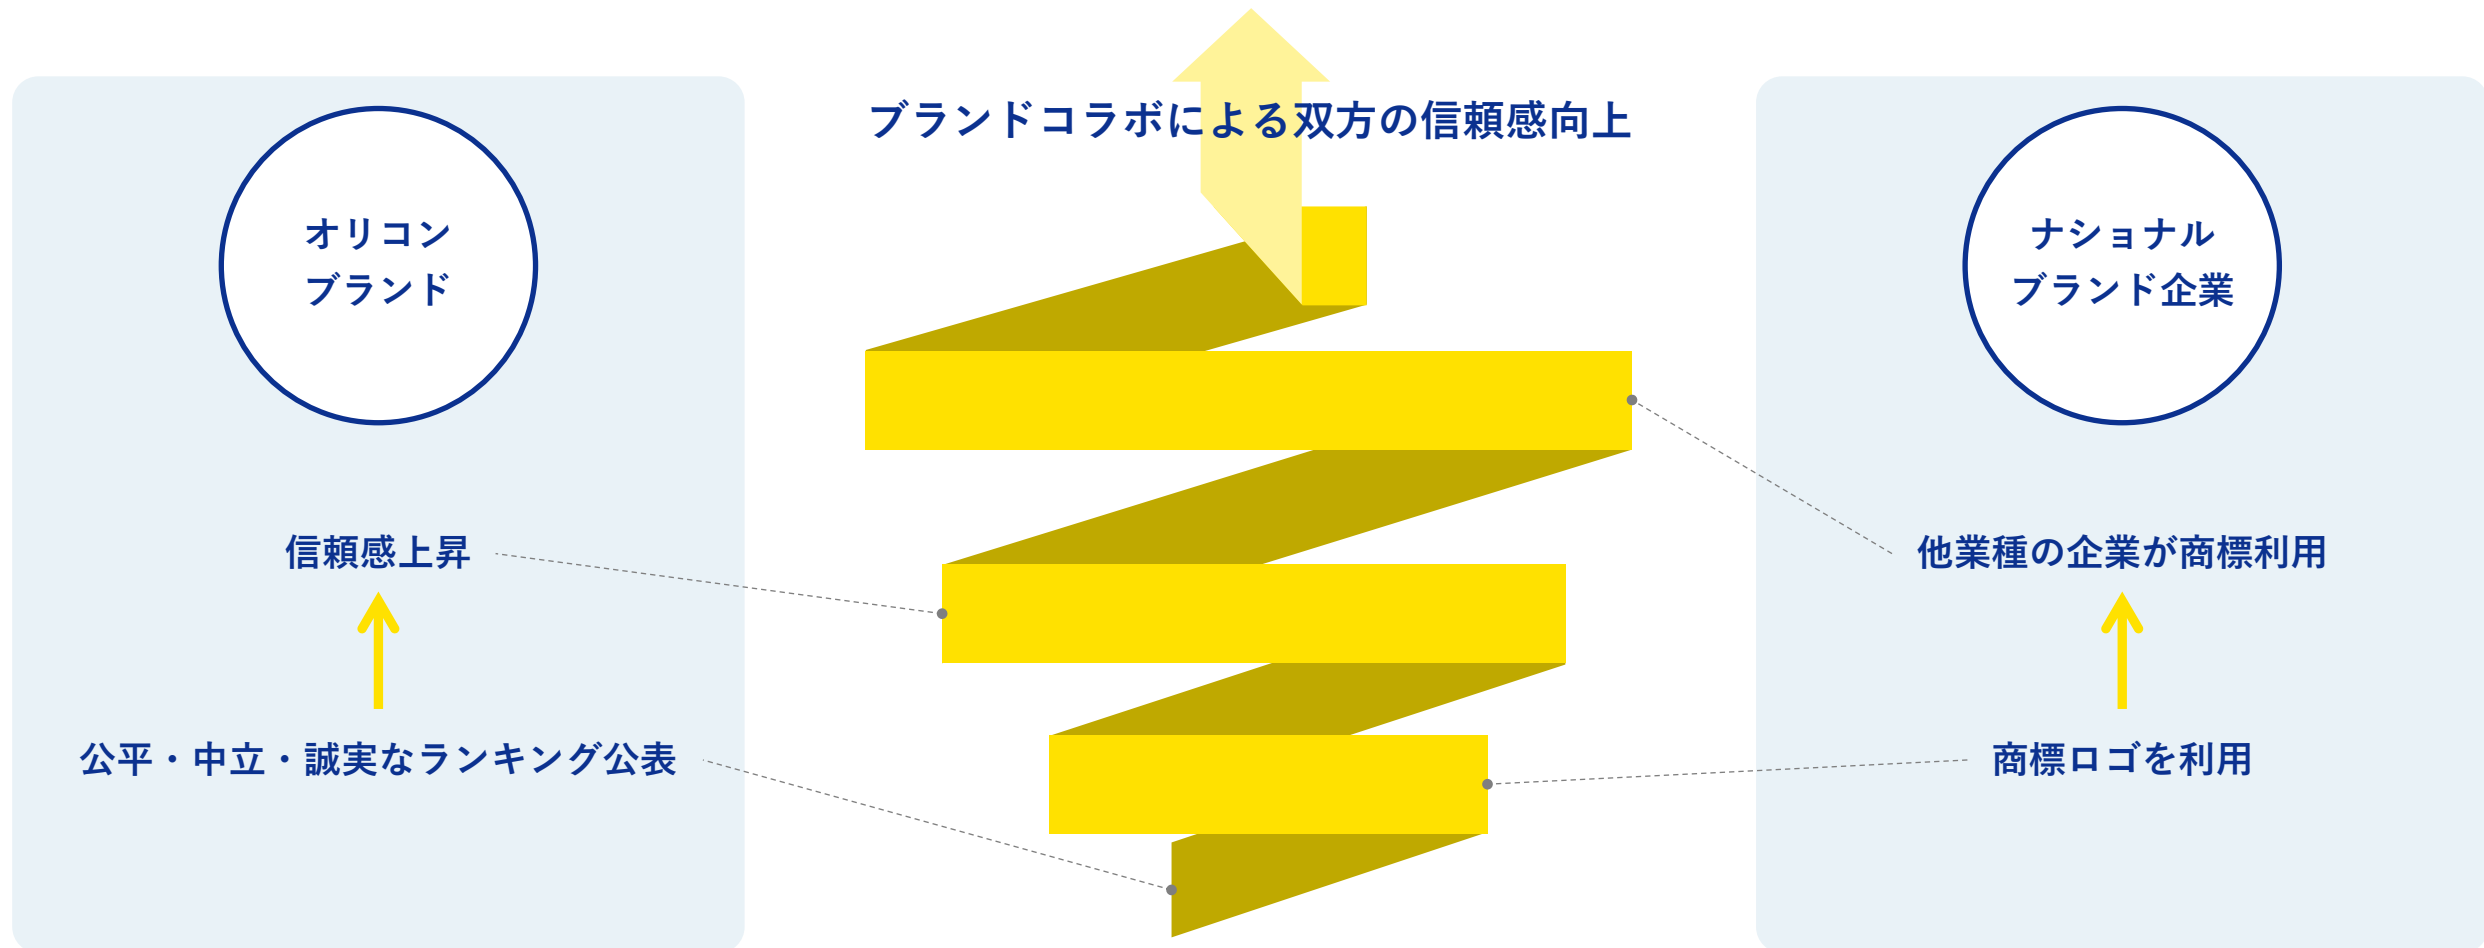 ブランドコラボによる双方の信頼感向上
オリコン
ブランド
信頼感上昇
公平・中立・誠実なランキング公表
ナショナル
ブランド企業
他業種の企業が商標利用
商標ロゴを利用